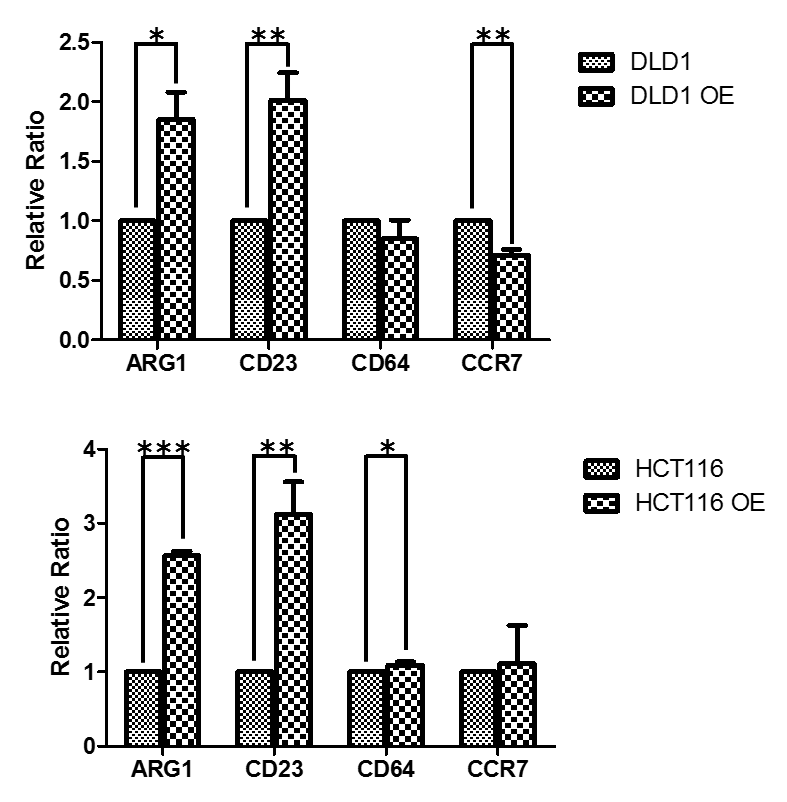 * ** **
2.5
2.0
1.5
1.0
0.5
0.0
Relative Ratio
ARG1 CD23 CD64 CCR7
DLD1
DLD1 OE
*** ** *
4
3
2
1
0
Relative Ratio
ARG1 CD23 CD64 CCR7
HCT116
HCT116 OE